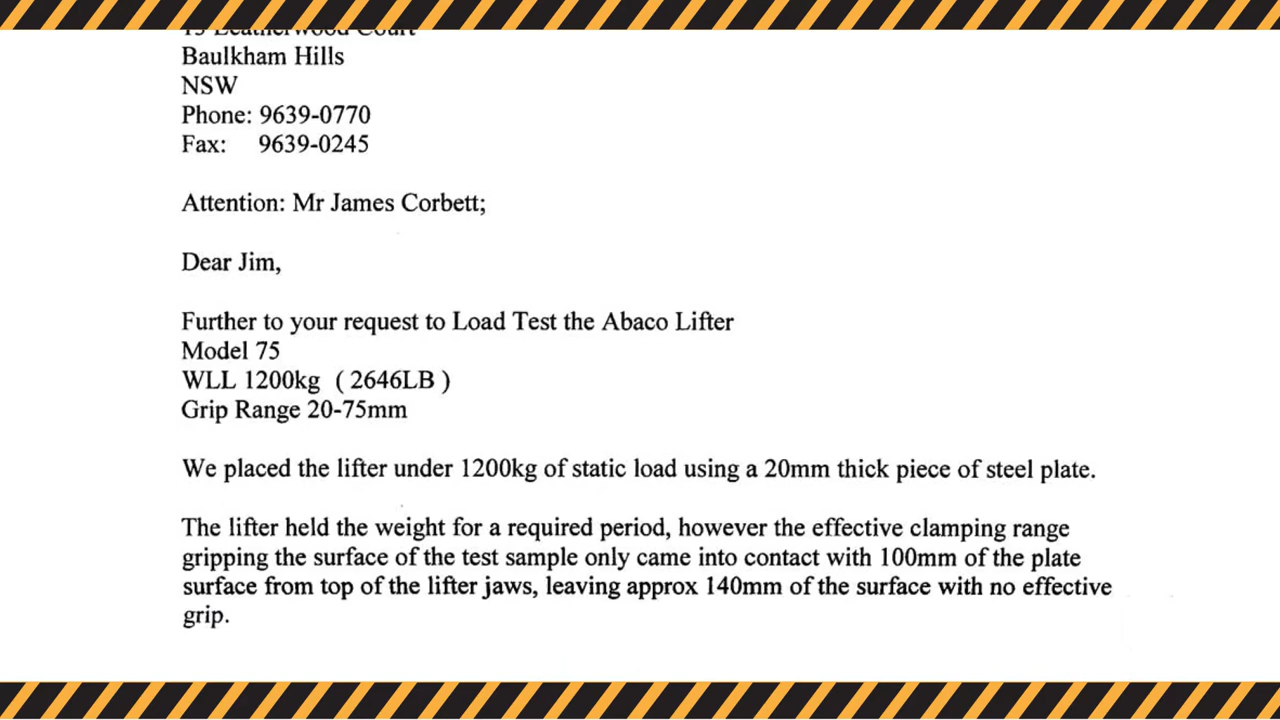 15 Leatherwood Court
Baulkham Hills
NSW
Phone: 9639-0770
Fax: 9639-0245
Attention: Mr James Corbett;
Dear Jim,
Further to your request to Load Test the Abaco Lifter
Model 75
WLL 1200kg ( 2646LB )
Grip Range 20-75mm
We placed the lifter under 1200kg of static load using a 20mm thick piece of steel plate.
The lifter held the weight for a required period, however the effective clamping range
gripping the surface of the test sample only came into contact with 100mm of the plate
surface from top of the lifter jaws, leaving approx 140mm of the surface with no effective
grip.